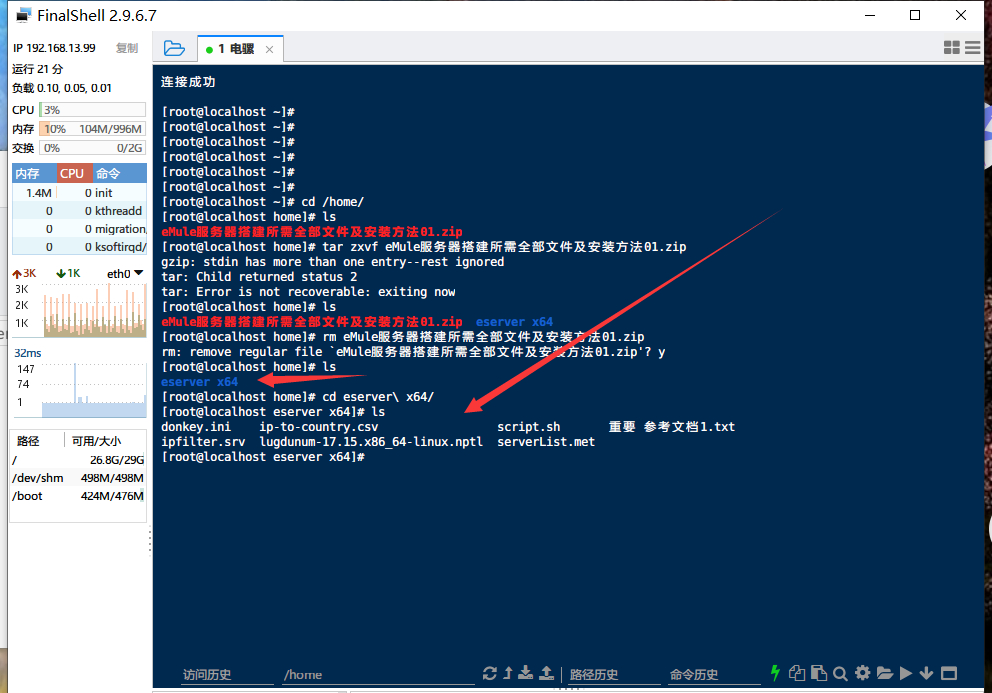 FinalShell 2.9.6.7
IP 192.168.13.99 复制
运行 21 分
负载 0.10, 0.05, 0.01
CPU 3%
内存 10% 104M/996M
交换 0% 0/2G
内存 CPU 命令
1.4M 0 init
0 0 kthreadd
0 0 migration,
0 0 ksoftirqd/
3K 1K eth0
3K
2K
1K
32ms
147
74
1
路径 可用/大小
/ 26.8G/29G
/dev/shm 498M/498M
/boot 424M/476M
1 电骡
连接成功
[root@localhost ~]#
[root@localhost ~]#
[root@localhost ~]#
[root@localhost ~]#
[root@localhost ~]#
[root@localhost ~]#
[root@localhost ~]# cd /home/
[root@localhost home]# ls
eMule服务器搭建所需全部文件及安装方法01.zip
[root@localhost home]# tar zxvf eMule服务器搭建所需全部文件及安装方法01.zip
gzip: stdin has more than one entry--rest ignored
tar: Child returned status 2
tar: Error is not recoverable: exiting now
[root@localhost home]# ls
eMule服务器搭建所需全部文件及安装方法01.zip eserver x64
[root@localhost home]# rm eMule服务器搭建所需全部文件及安装方法01.zip
rm: remove regular file `eMule服务器搭建所需全部文件及安装方法01.zip'? y
[root@localhost home]# ls
eserver x64
[root@localhost home]# cd eserver\ x64/
[root@localhost eserver x64]# ls
donkey.ini ip-to-country.csv script.sh 重要 参考文档1.txt
ipfilter.srv lugdunum-17.15.x86_64-linux.nptl serverList.met
[root@localhost eserver x64]#
访问历史 /home 路径历史 命令历史